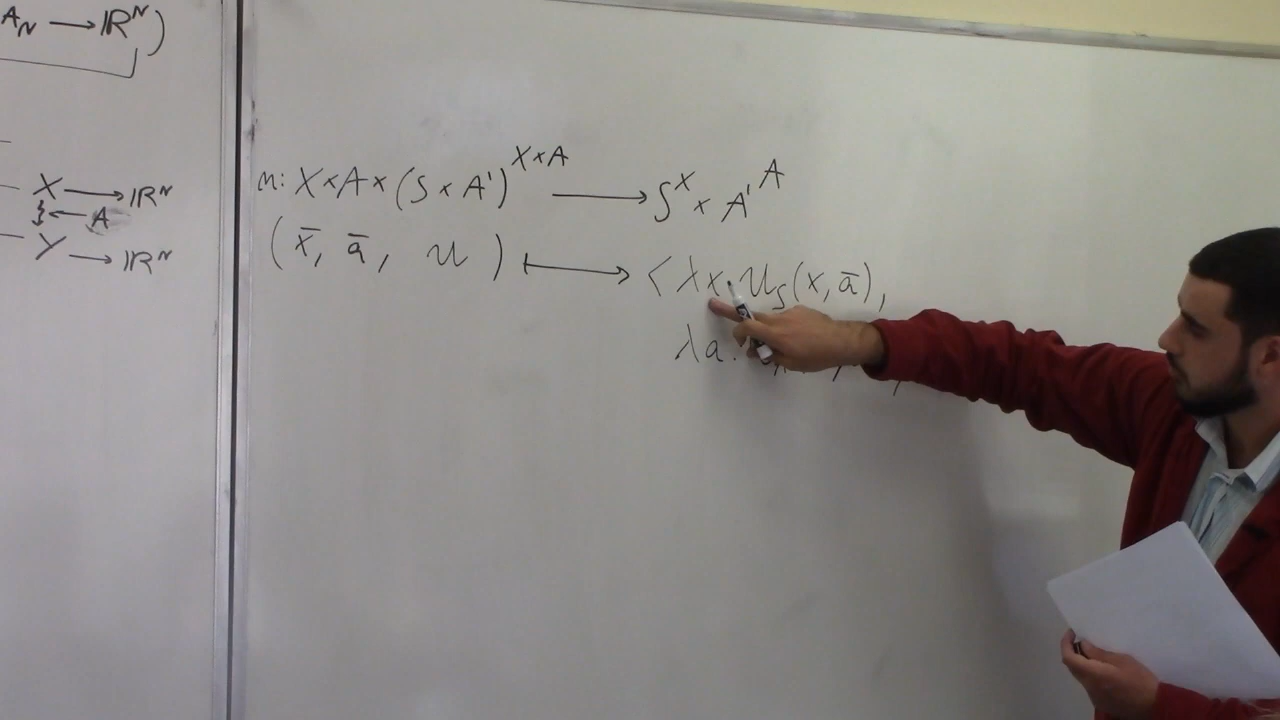 A_N ⟶ ℝ^N )
X ⟶ ℝ^N
⟵ A
Y ⟶ ℝ^N
m: X × A × (S × A')^{X×A} ⟶ S^X × A'^A
(x̄, ā, u) ⟼ < λx. u_S(x, ā),
λa.